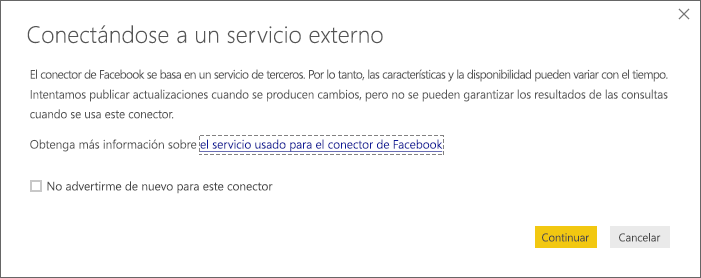 Conectándose a un servicio externo
El conector de Facebook se basa en un servicio de terceros. Por lo tanto, las características y la disponibilidad pueden variar con el tiempo.
Intentamos publicar actualizaciones cuando se producen cambios, pero no se pueden garantizar los resultados de las consultas
cuando se usa este conector.
Obtenga más información sobre el servicio usado para el conector de Facebook
No advertirme de nuevo para este conector
Continuar
Cancelar